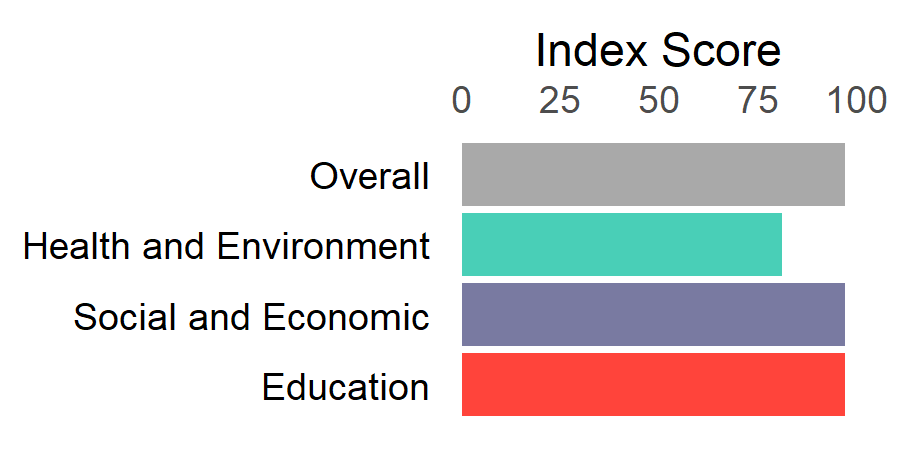 Index Score
0 25 50 75 100
Overall
Health and Environment
Social and Economic
Education